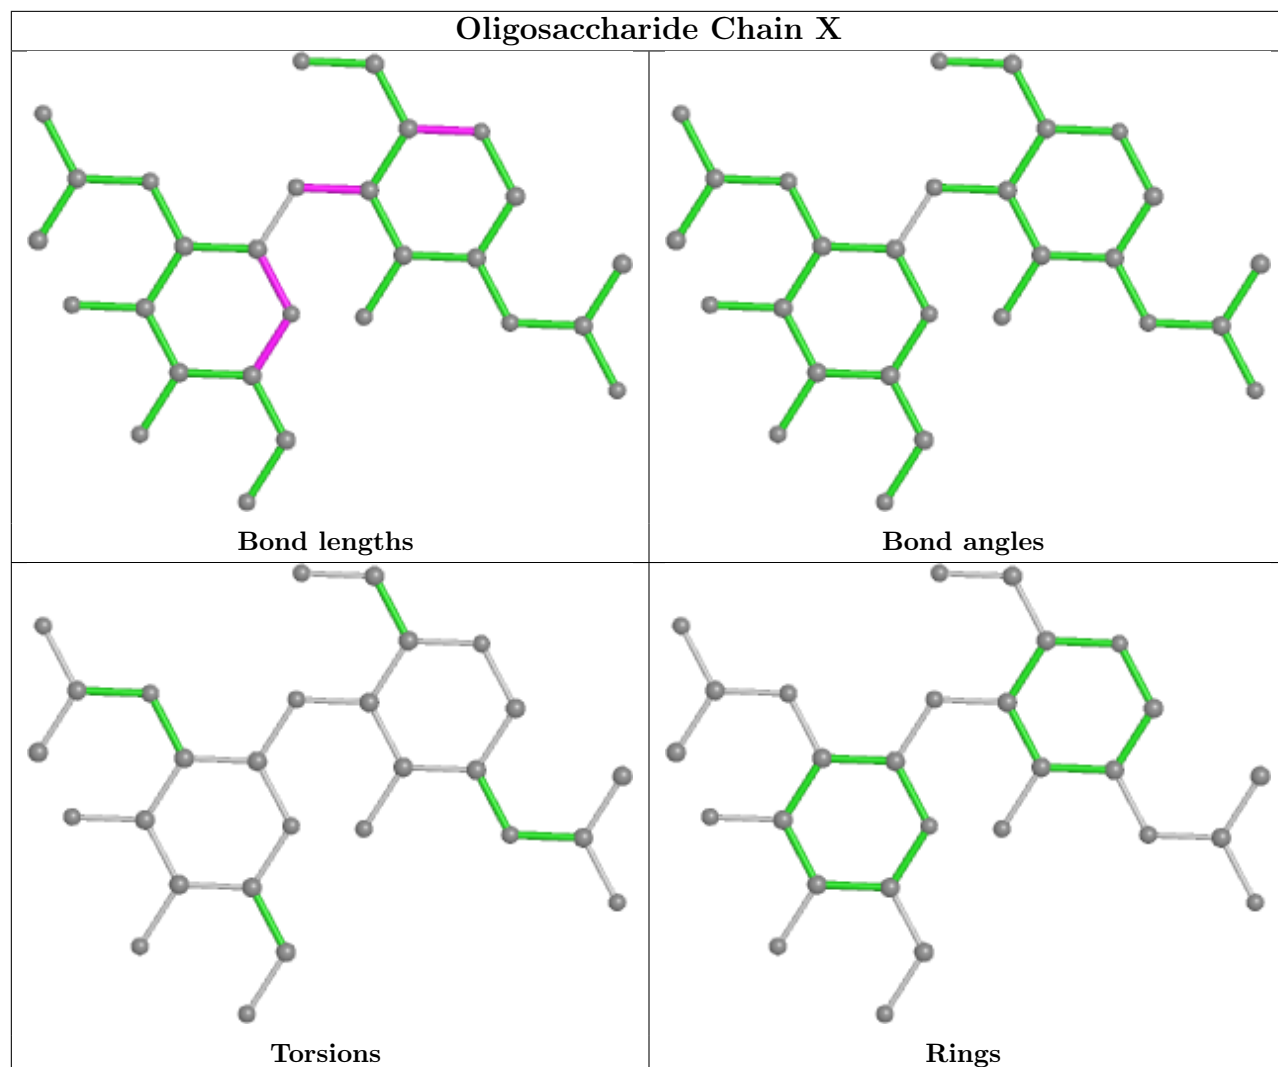 Oligosaccharide Chain X
Bond lengths
Bond angles
Torsions
Rings